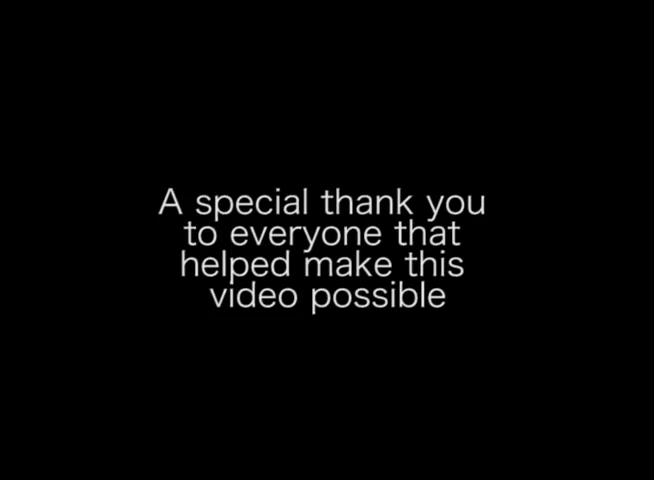 A special thank you
to everyone that
helped make this
video possible